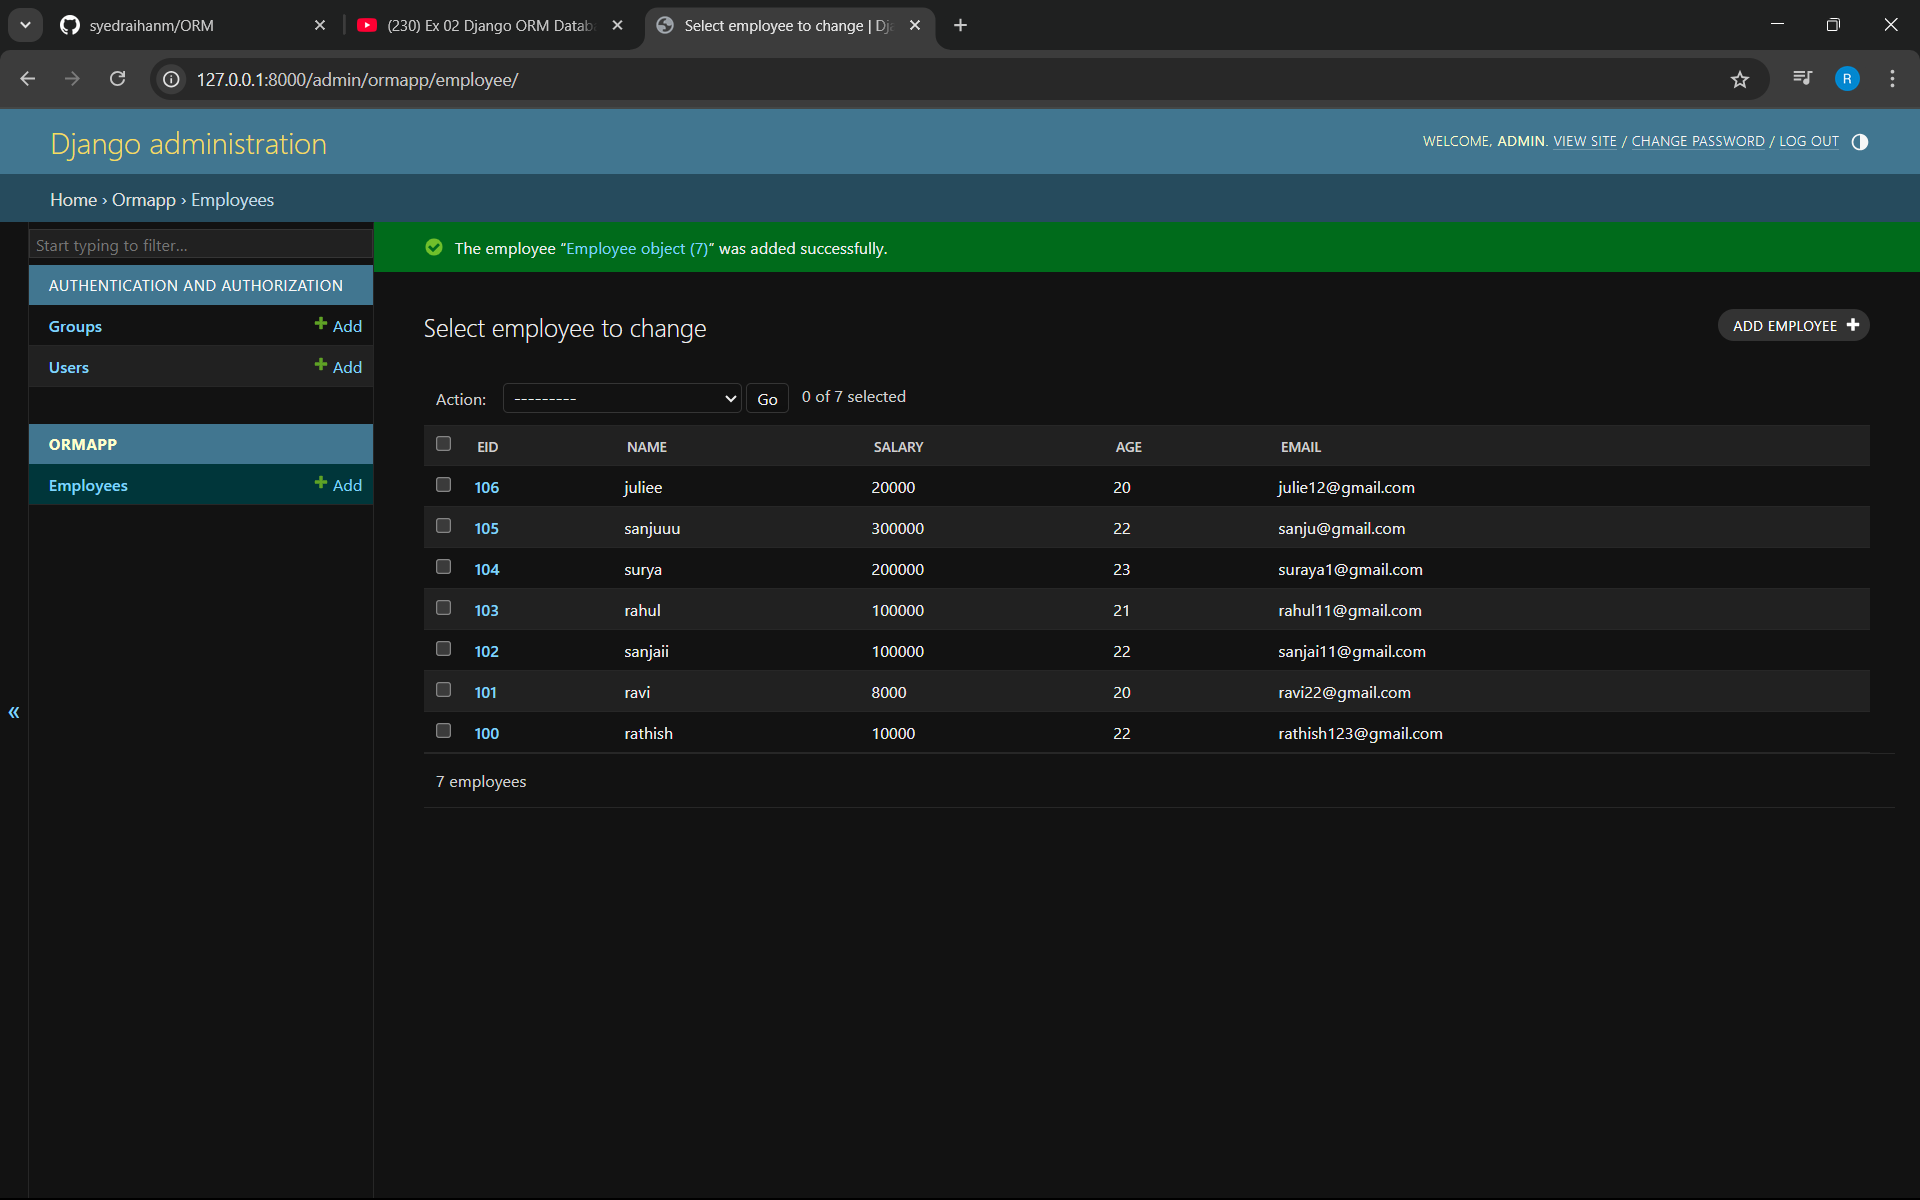 syedraihanm/ORM
(230) Ex 02 Django ORM Datab
Select employee to change | Dj
127.0.0.1:8000/admin/ormapp/employee/
R
Django administration
WELCOME, ADMIN. VIEW SITE / CHANGE PASSWORD / LOG OUT
Home › Ormapp › Employees
Start typing to filter...
The employee “Employee object (7)” was added successfully.
AUTHENTICATION AND AUTHORIZATION
Groups + Add
Users + Add
ORMAPP
Employees + Add
Select employee to change
ADD EMPLOYEE +
Action: --------- Go 0 of 7 selected
EID NAME SALARY AGE EMAIL
106 juliee 20000 20 julie12@gmail.com
105 sanjuuu 300000 22 sanju@gmail.com
104 surya 200000 23 suraya1@gmail.com
103 rahul 100000 21 rahul11@gmail.com
102 sanjaii 100000 22 sanjai11@gmail.com
101 ravi 8000 20 ravi22@gmail.com
100 rathish 10000 22 rathish123@gmail.com
«
7 employees